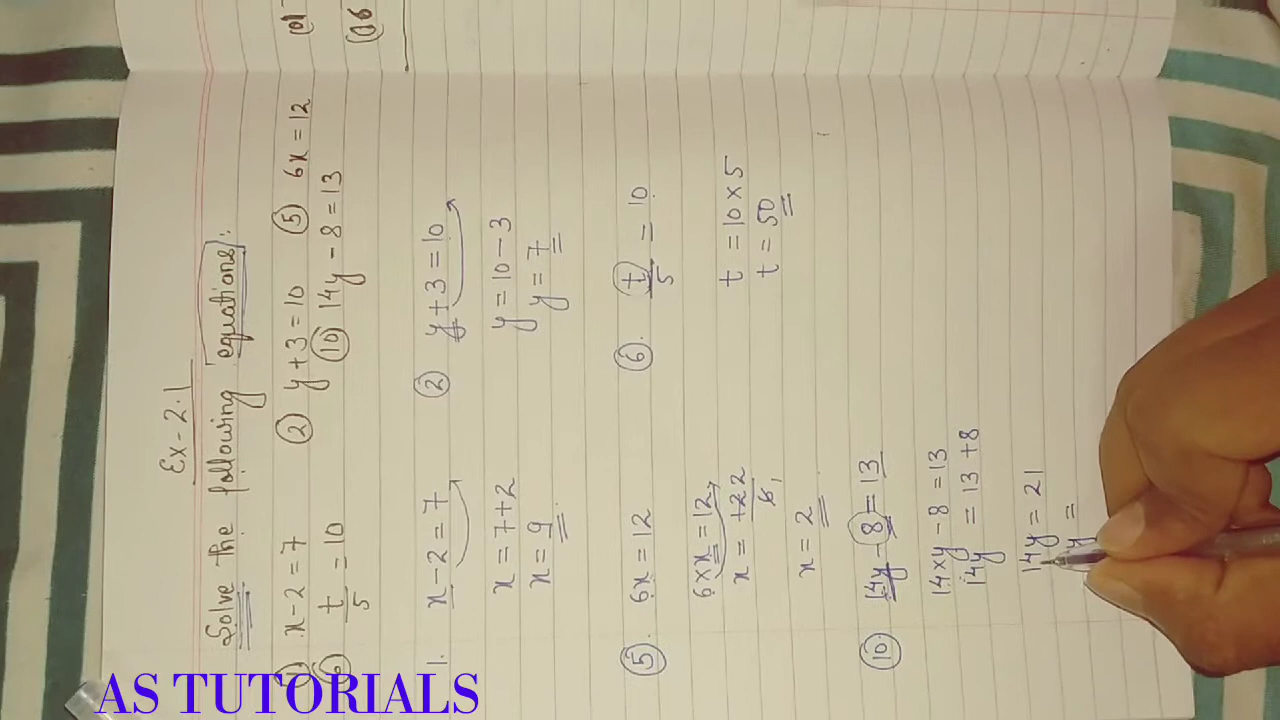 Ex-2.1
Solve the following equations:
① x-2=7 ② y+3=10 ⑤ 6x=12
⑥ t/5 =10 ⑩ 14y-8=13
1. x-2=7 ② y+3=10
x=7+2 y=10-3
x=9 y=7
⑤. 6x=12 ⑥. t/5 = 10
6×x=12
x= 12/6 t=10×5
t=50
x=2
⑩ 14y-8=13
14×y-8=13
14y =13+8
14y=21
y=
AS TUTORIALS